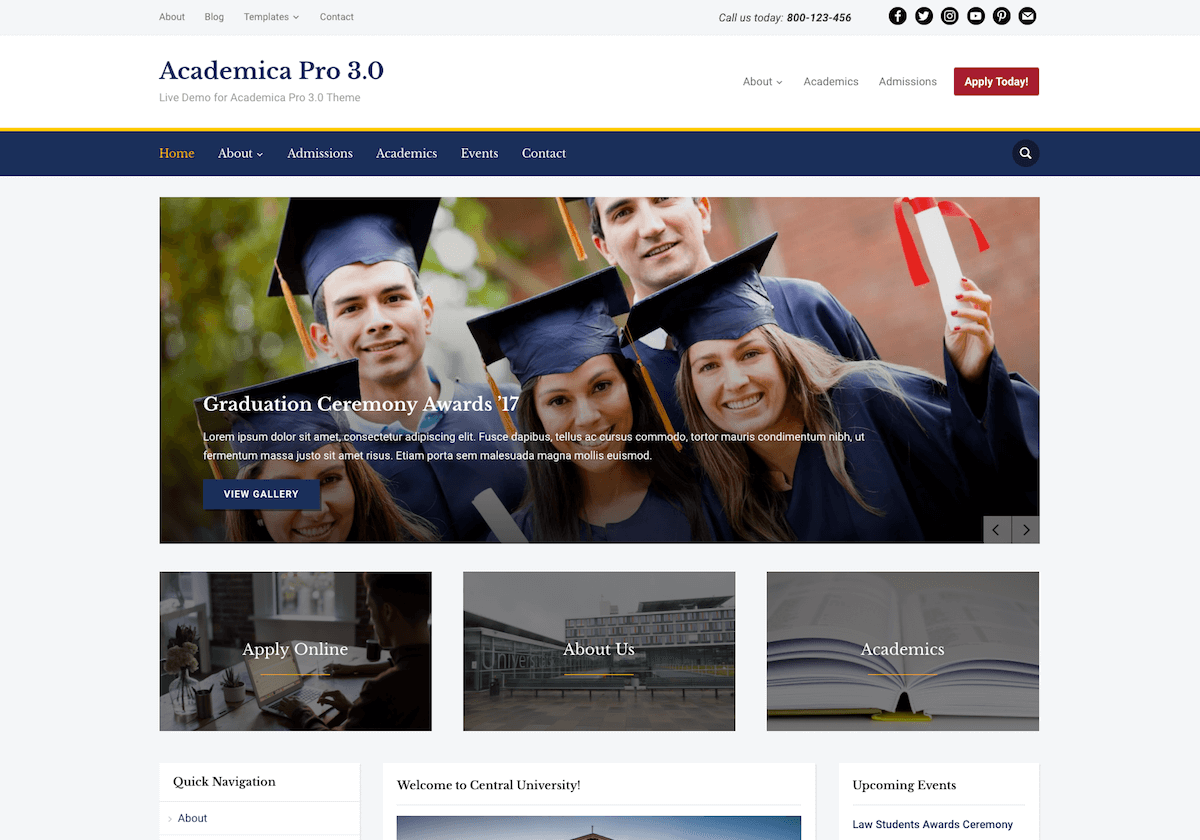 About Blog Templates Contact
Call us today: 800-123-456
Academica Pro 3.0
Live Demo for Academica Pro 3.0 Theme
About Academics Admissions Apply Today!
Home About Admissions Academics Events Contact
Graduation Ceremony Awards '17
Lorem ipsum dolor sit amet, consectetur adipiscing elit. Fusce dapibus, tellus ac cursus commodo, tortor mauris condimentum nibh, ut
fermentum massa justo sit amet risus. Etiam porta sem malesuada magna mollis euismod.
VIEW GALLERY
Apply Online
About Us
Academics
Quick Navigation
About
Welcome to Central University!
Upcoming Events
Law Students Awards Ceremony